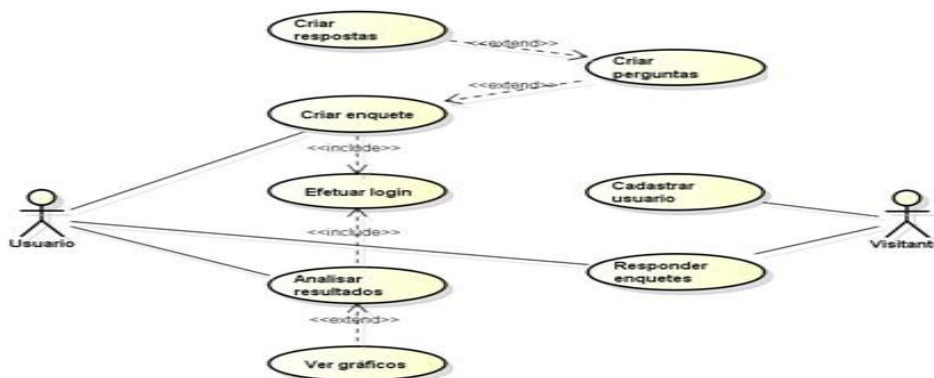 Criar
respostas
<<extend>>
Criar
perguntas
<<extend>>
Criar enquete
<<include>>
Efetuar login
Cadastrar
usuario
Usuario
Visitant
<<include>>
Analisar
resultados
Responder
enquetes
<<extend>>
Ver gráficos